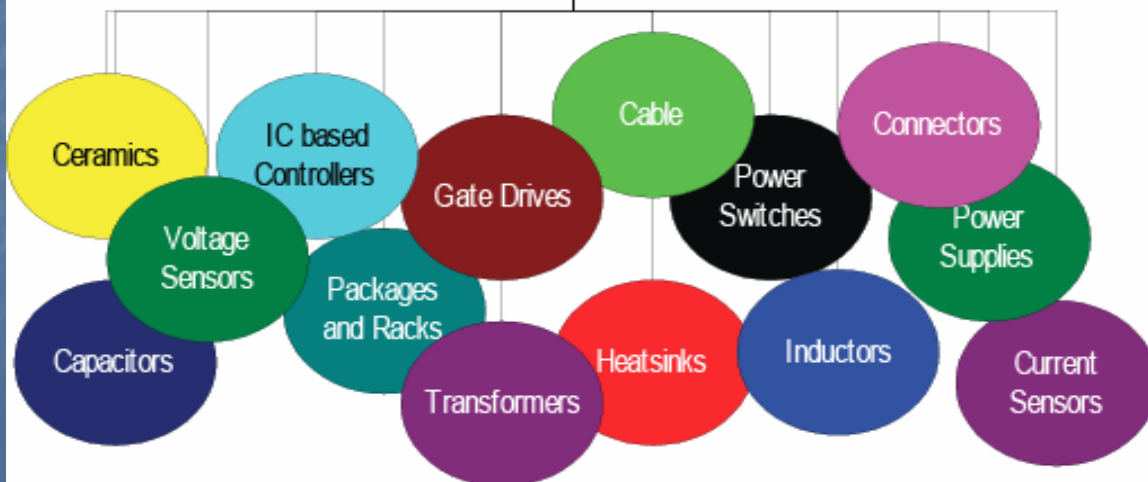 Ceramics
IC based
Controllers
Gate Drives
Cable
Connectors
Power
Switches
Voltage
Sensors
Power
Supplies
Packages
and Racks
Capacitors
Transformers
Heatsinks
Inductors
Current
Sensors